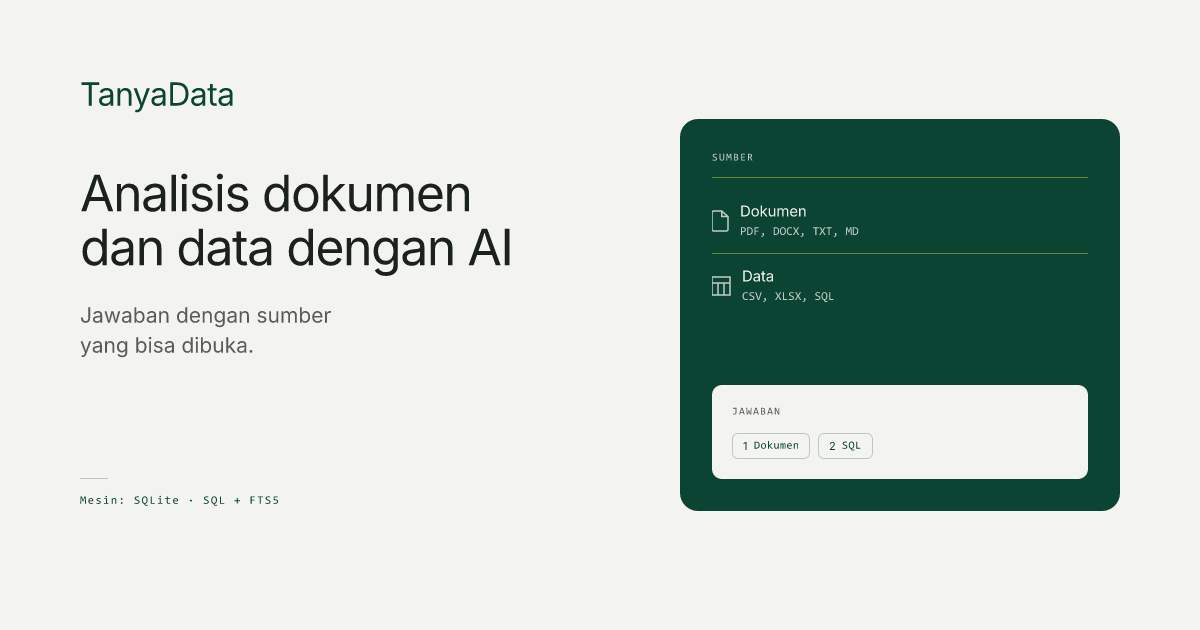 TanyaData
Analisis dokumen
dan data dengan AI
Jawaban dengan sumber
yang bisa dibuka.
Mesin: SQLite · SQL + FTS5
SUMBER
Dokumen
PDF, DOCX, TXT, MD
Data
CSV, XLSX, SQL
JAWABAN
1 Dokumen
2 SQL